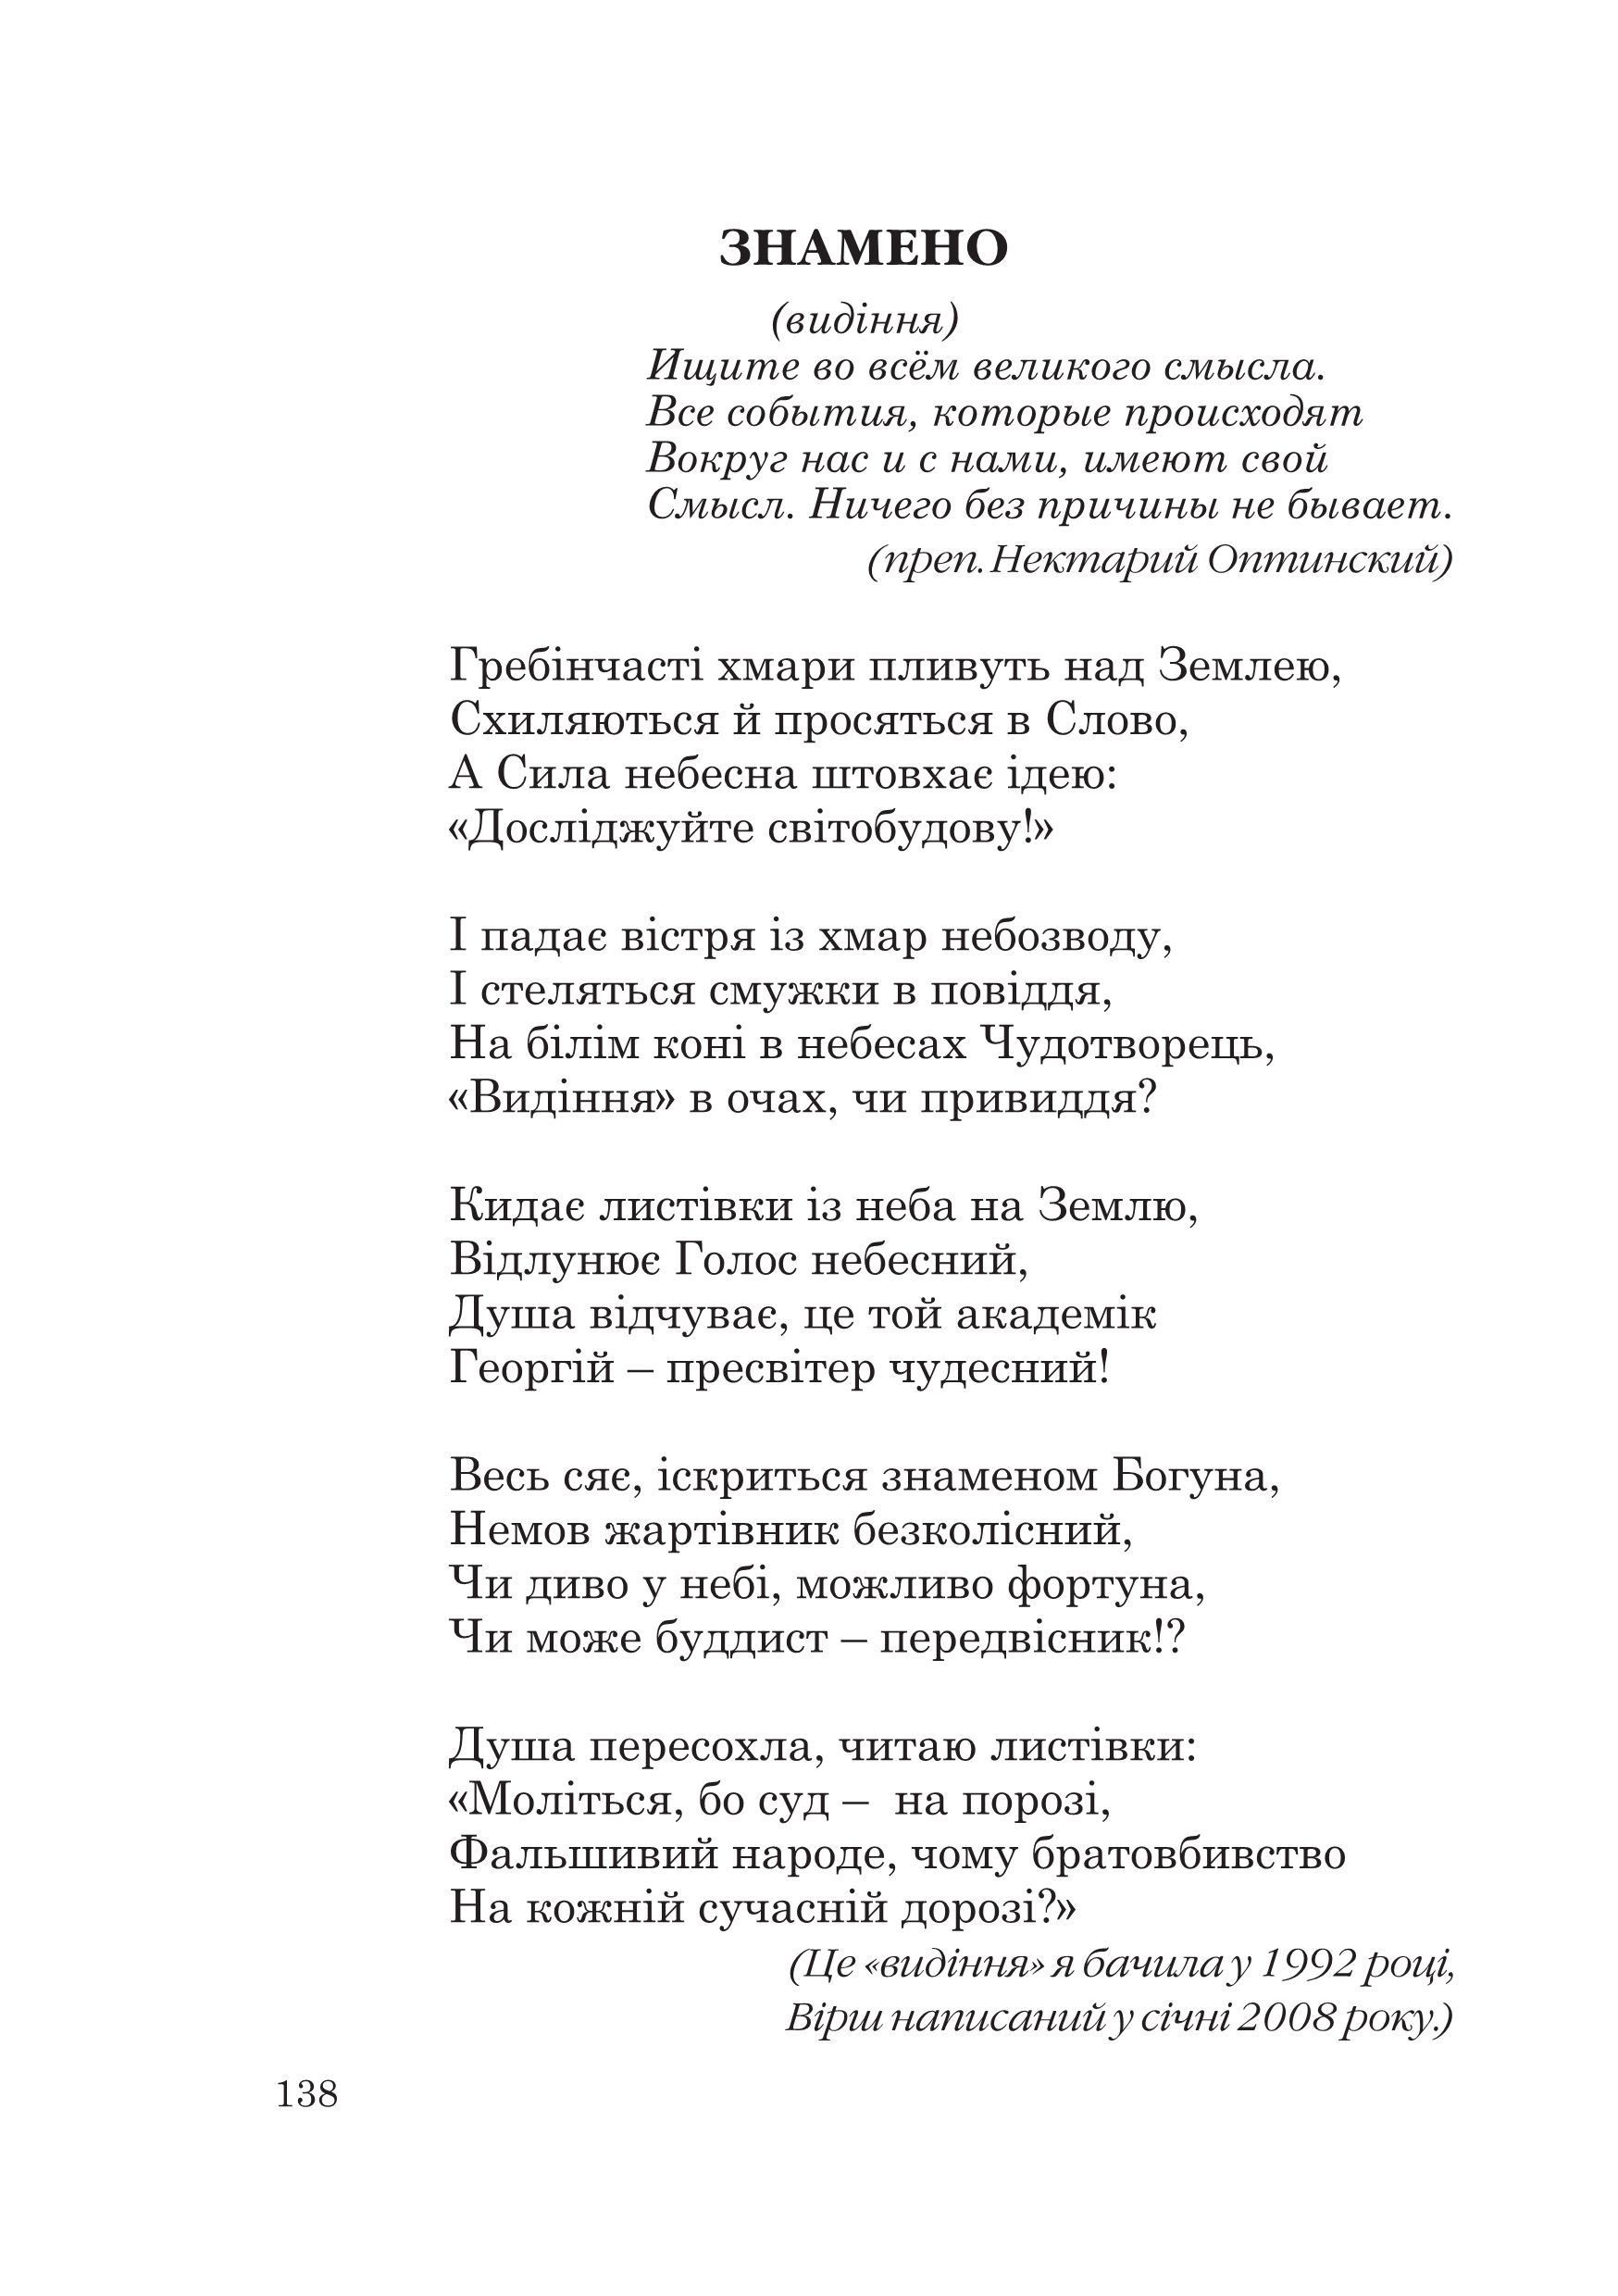 ЗНАМЕНО
(видіння)
Ищите во всём великого смысла.
Все события, которые происходят
Вокруг нас и с нами, имеют свой
Смысл. Ничего без причины не бывает.
(преп. Нектарий Оптинский)
Гребінчасті хмари пливуть над Землею,
Схиляються й просяться в Слово,
А Сила небесна штовхає ідею:
«Досліджуйте світобудову!»
І падає вістря із хмар небозводу,
І стеляться смужки в повіддя,
На білім коні в небесах Чудотворець,
«Видіння» в очах, чи привиддя?
Кидає листівки із неба на Землю,
Відлунює Голос небесний,
Душа відчуває, це той академік
Георгій – пресвітер чудесний!
Весь сяє, іскриться знаменом Богуна,
Немов жартівник безколісний,
Чи диво у небі, можливо фортуна,
Чи може буддист – передвісник!?
Душа пересохла, читаю листівки:
«Моліться, бо суд – на порозі,
Фальшивий народе, чому братовбивство
На кожній сучасній дорозі?»
(Це «видіння» я бачила у 1992 році,
Вірш написаний у січні 2008 року.)
138